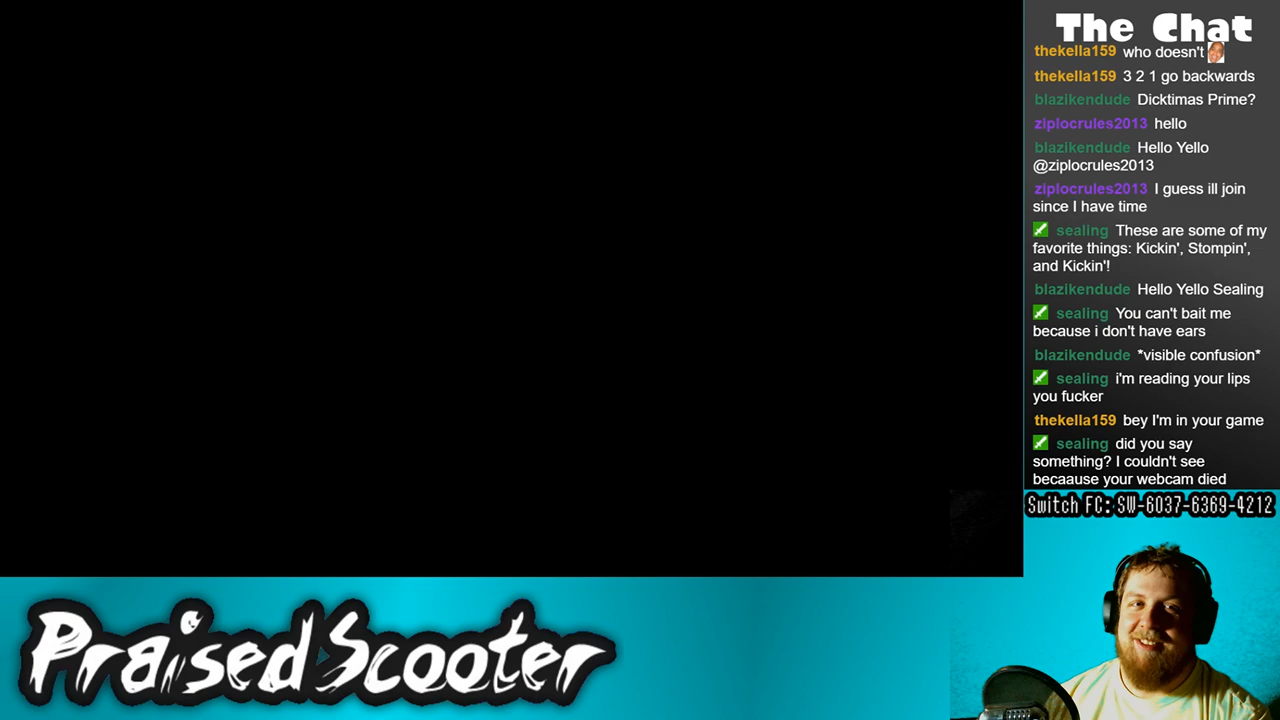 The Chat
thekella159 who doesn't
thekella159 3 2 1 go backwards
blazikendude Dicktimas Prime?
ziplocrules2013 hello
blazikendude Hello Yello
@ziplocrules2013
ziplocrules2013 I guess ill join
since I have time
sealing These are some of my
favorite things: Kickin', Stompin',
and Kickin'!
blazikendude Hello Yello Sealing
sealing You can't bait me
because i don't have ears
blazikendude *visible confusion*
sealing i'm reading your lips
you fucker
thekella159 bey I'm in your game
sealing did you say
something? I couldn't see
becaause your webcam died
Switch FC: SW-6037-6369-4212
PraisedScooter